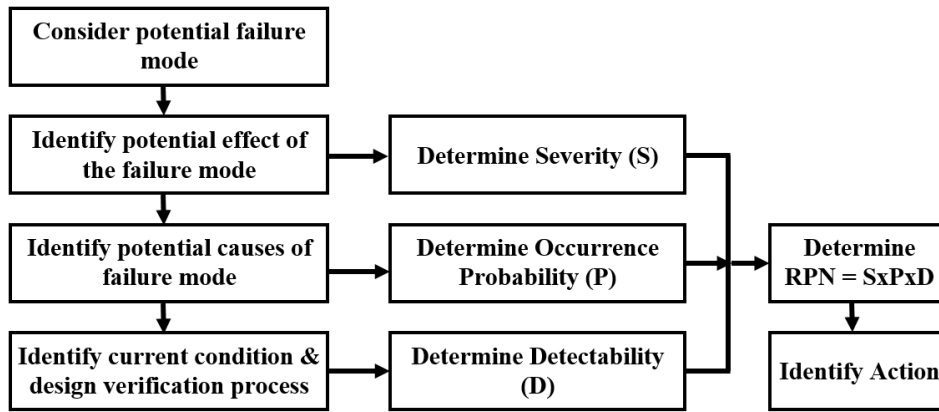 Consider potential failure
mode
Identify potential effect of
the failure mode
Determine Severity (S)
Identify potential causes of
failure mode
Determine Occurrence
Probability (P)
Determine
RPN = SxPxD
Identify current condition &
design verification process
Determine Detectability
(D)
Identify Action